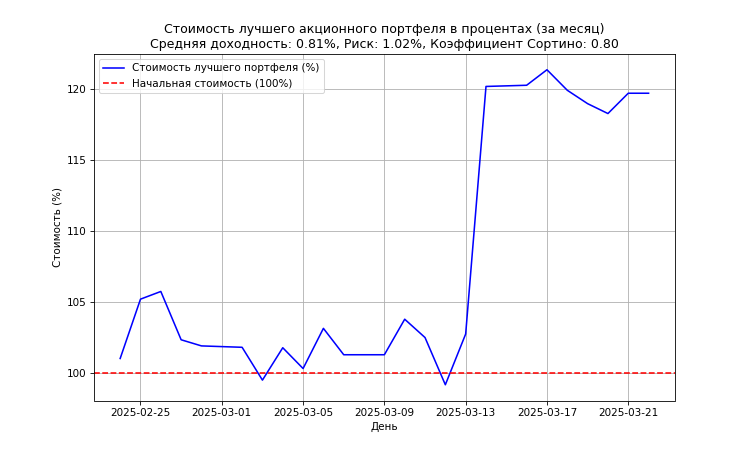 Стоимость лучшего акционного портфеля в процентах (за месяц)
Средняя доходность: 0.81%, Риск: 1.02%, Коэффициент Сортино: 0.80
Стоимость лучшего портфеля (%)
Начальная стоимость (100%)
Стоимость (%)
120
115
110
105
100
2025-02-25 2025-03-01 2025-03-05 2025-03-09 2025-03-13 2025-03-17 2025-03-21
День